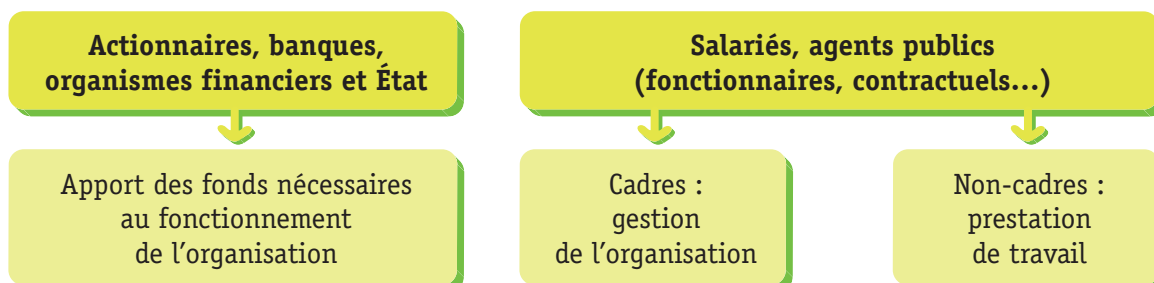 Actionnaires, banques,
organismes financiers et État
Salariés, agents publics
(fonctionnaires, contractuels…)
Apport des fonds nécessaires
au fonctionnement
de l’organisation
Cadres :
gestion
de l’organisation
Non-cadres :
prestation
de travail